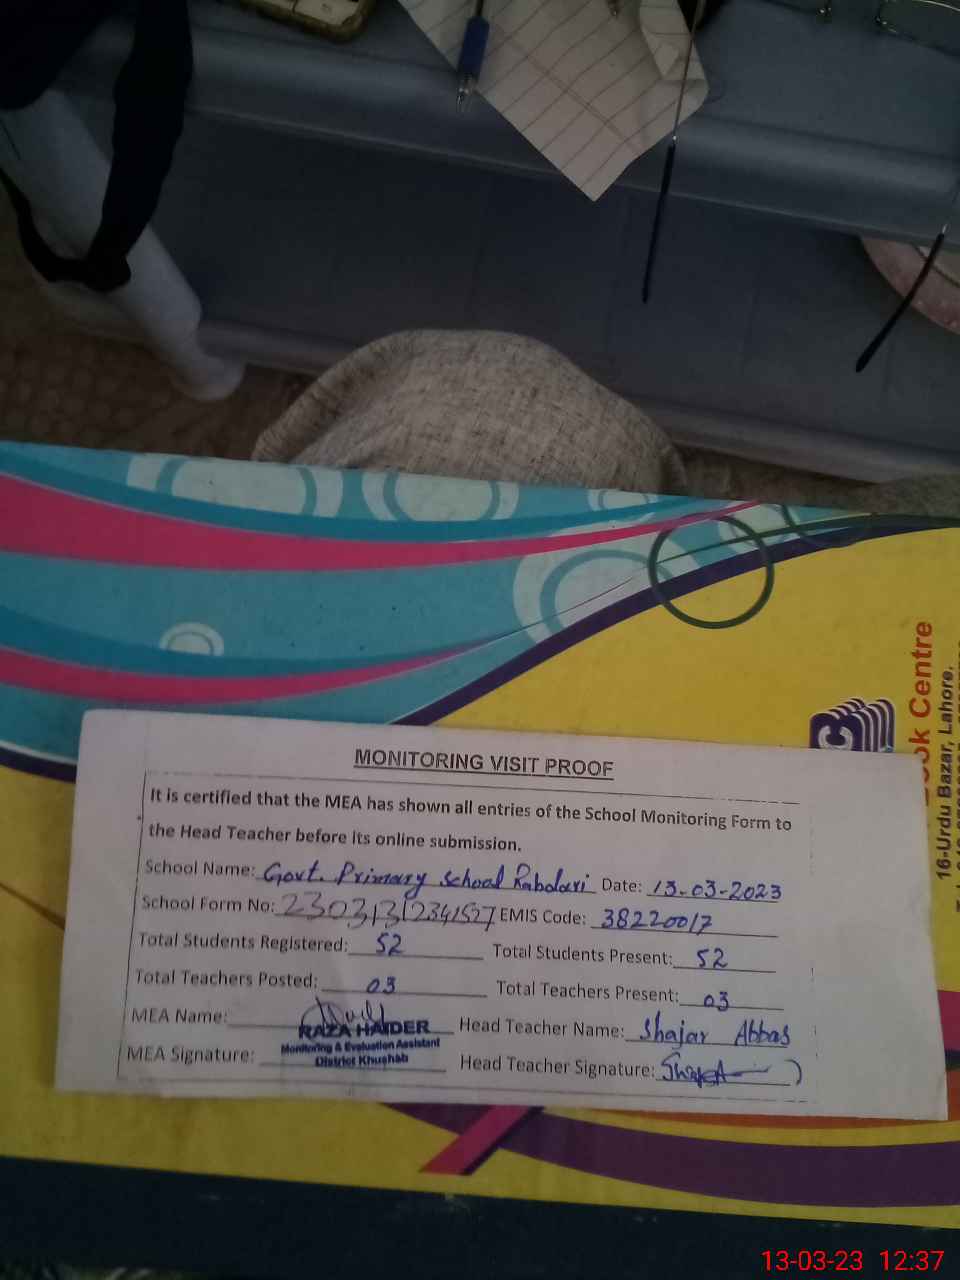 ok Centre
16-Urdu Bazar, Lahore,
MONITORING VISIT PROOF
It is certified that the MEA has shown all entries of the School Monitoring Form to
the Head Teacher before its online submission.
School Name: Govt. Primary School Rabdari Date: 13-03-2023
School Form No: 23031312341527 EMIS Code: 38220017
Total Students Registered: 52 Total Students Present: 52
Total Teachers Posted: 03 Total Teachers Present: 03
MEA Name: RAZA HAIDER Head Teacher Name: Shajar Abbas
Monitoring & Evaluation Assistant
District Khushab
MEA Signature: Head Teacher Signature:
13-03-23 12:37